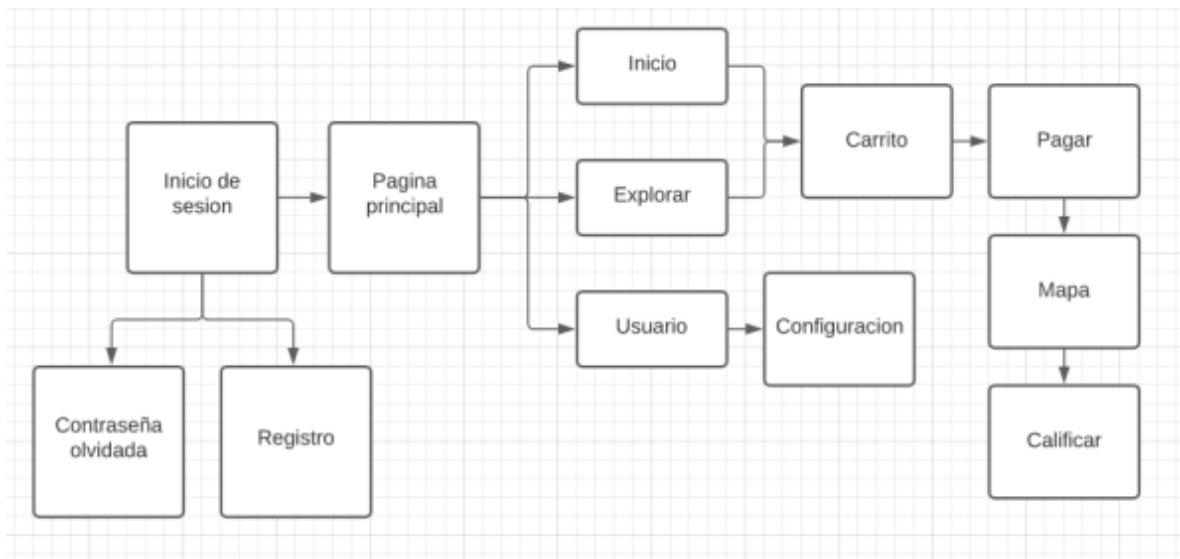 Inicio de
sesion
Pagina
principal
Inicio
Explorar
Usuario
Carrito
Pagar
Configuracion
Mapa
Calificar
Contraseña
olvidada
Registro